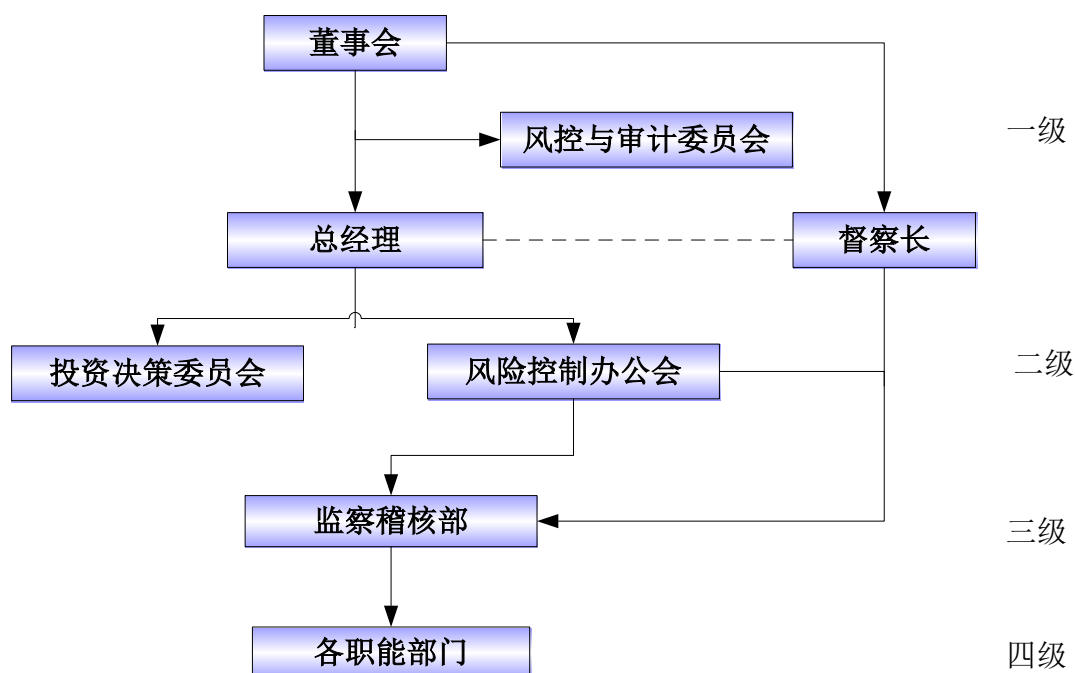 董事会
风控与审计委员会
一级
总经理
督察长
投资决策委员会
风险控制办公会
二级
监察稽核部
三级
各职能部门
四级